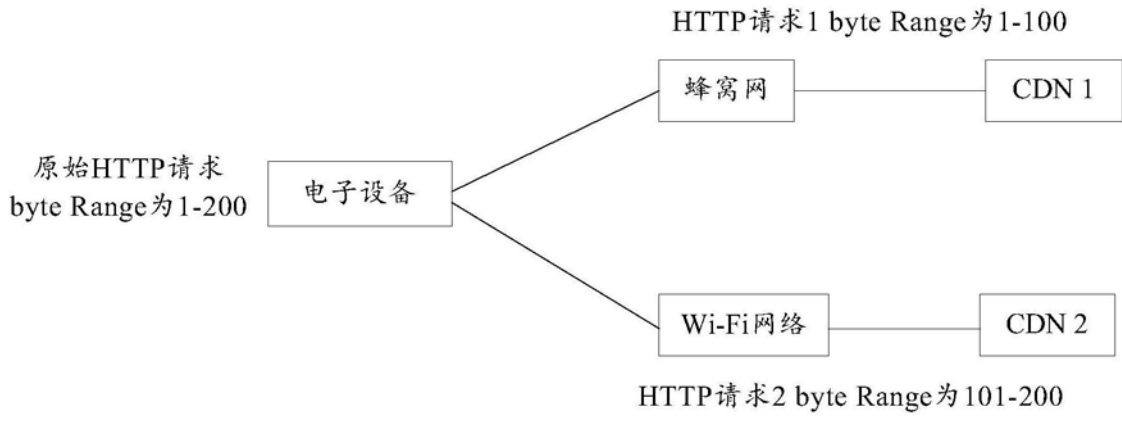 HTTP请求1 byte Range为1-100
蜂窝网
CDN 1
原始HTTP请求
byte Range为1-200
电子设备
Wi-Fi网络
CDN 2
HTTP请求2 byte Range为101-200